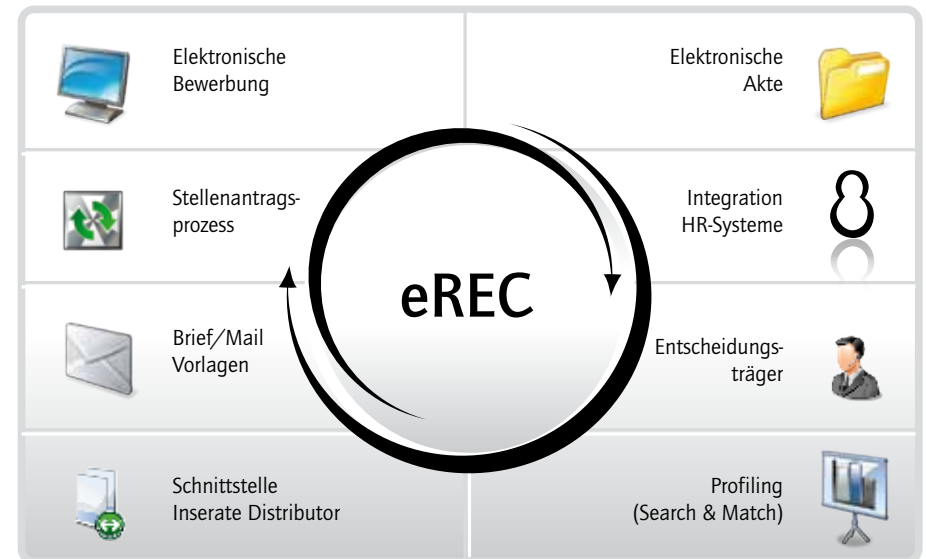 Elektronische
Bewerbung
Elektronische
Akte
Stellenantrags-
prozess
Integration
HR-Systeme
eREC
Brief/Mail
Vorlagen
Entscheidungs-
träger
Schnittstelle
Inserate Distributor
Profiling
(Search & Match)